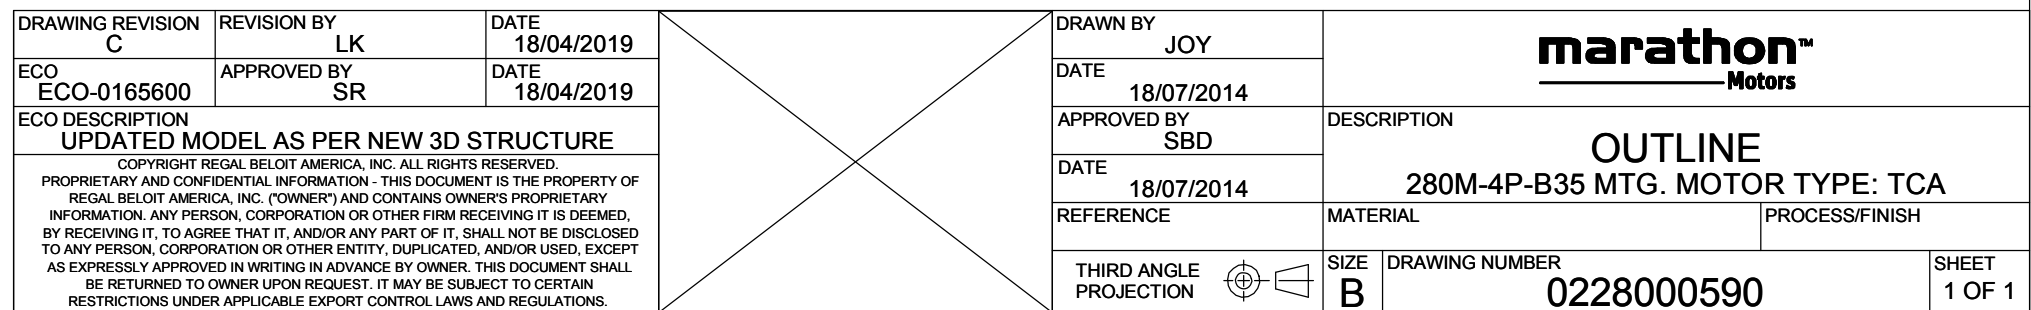 DRAWING REVISION
C
REVISION BY
LK
DATE
18/04/2019
ECO
ECO-0165600
APPROVED BY
SR
DATE
18/04/2019
ECO DESCRIPTION
UPDATED MODEL AS PER NEW 3D STRUCTURE
COPYRIGHT REGAL BELOIT AMERICA, INC. ALL RIGHTS RESERVED.
PROPRIETARY AND CONFIDENTIAL INFORMATION - THIS DOCUMENT IS THE PROPERTY OF
REGAL BELOIT AMERICA, INC. ("OWNER") AND CONTAINS OWNER'S PROPRIETARY
INFORMATION. ANY PERSON, CORPORATION OR OTHER FIRM RECEIVING IT IS DEEMED,
BY RECEIVING IT, TO AGREE THAT IT, AND/OR ANY PART OF IT, SHALL NOT BE DISCLOSED
TO ANY PERSON, CORPORATION OR OTHER ENTITY, DUPLICATED, AND/OR USED, EXCEPT
AS EXPRESSLY APPROVED IN WRITING IN ADVANCE BY OWNER. THIS DOCUMENT SHALL
BE RETURNED TO OWNER UPON REQUEST. IT MAY BE SUBJECT TO CERTAIN
RESTRICTIONS UNDER APPLICABLE EXPORT CONTROL LAWS AND REGULATIONS.
DRAWN BY
JOY
DATE
18/07/2014
APPROVED BY
SBD
DATE
18/07/2014
REFERENCE
THIRD ANGLE
PROJECTION
marathon™
Motors
DESCRIPTION
OUTLINE
280M-4P-B35 MTG. MOTOR TYPE: TCA
MATERIAL
PROCESS/FINISH
SIZE
B
DRAWING NUMBER
0228000590
SHEET
1 OF 1